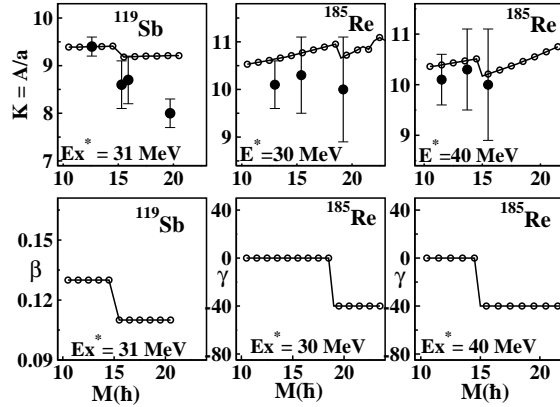 119Sb
185Re
185Re
K = A/a
10
9
8
7
11
10
9
11
10
9
Ex* = 31 MeV
E* =30 MeV
E* =40 MeV
10 15 20
10 15 20
10 15 20
119Sb
185Re
185Re
β
0.15
0.12
0.09
γ
40
0
-40
-80
γ
40
0
-40
-80
Ex* = 31 MeV
Ex* = 30 MeV
Ex* = 40 MeV
10 15 20
10 15 20
10 15 20
M(ħ)
M(ħ)
M(ħ)